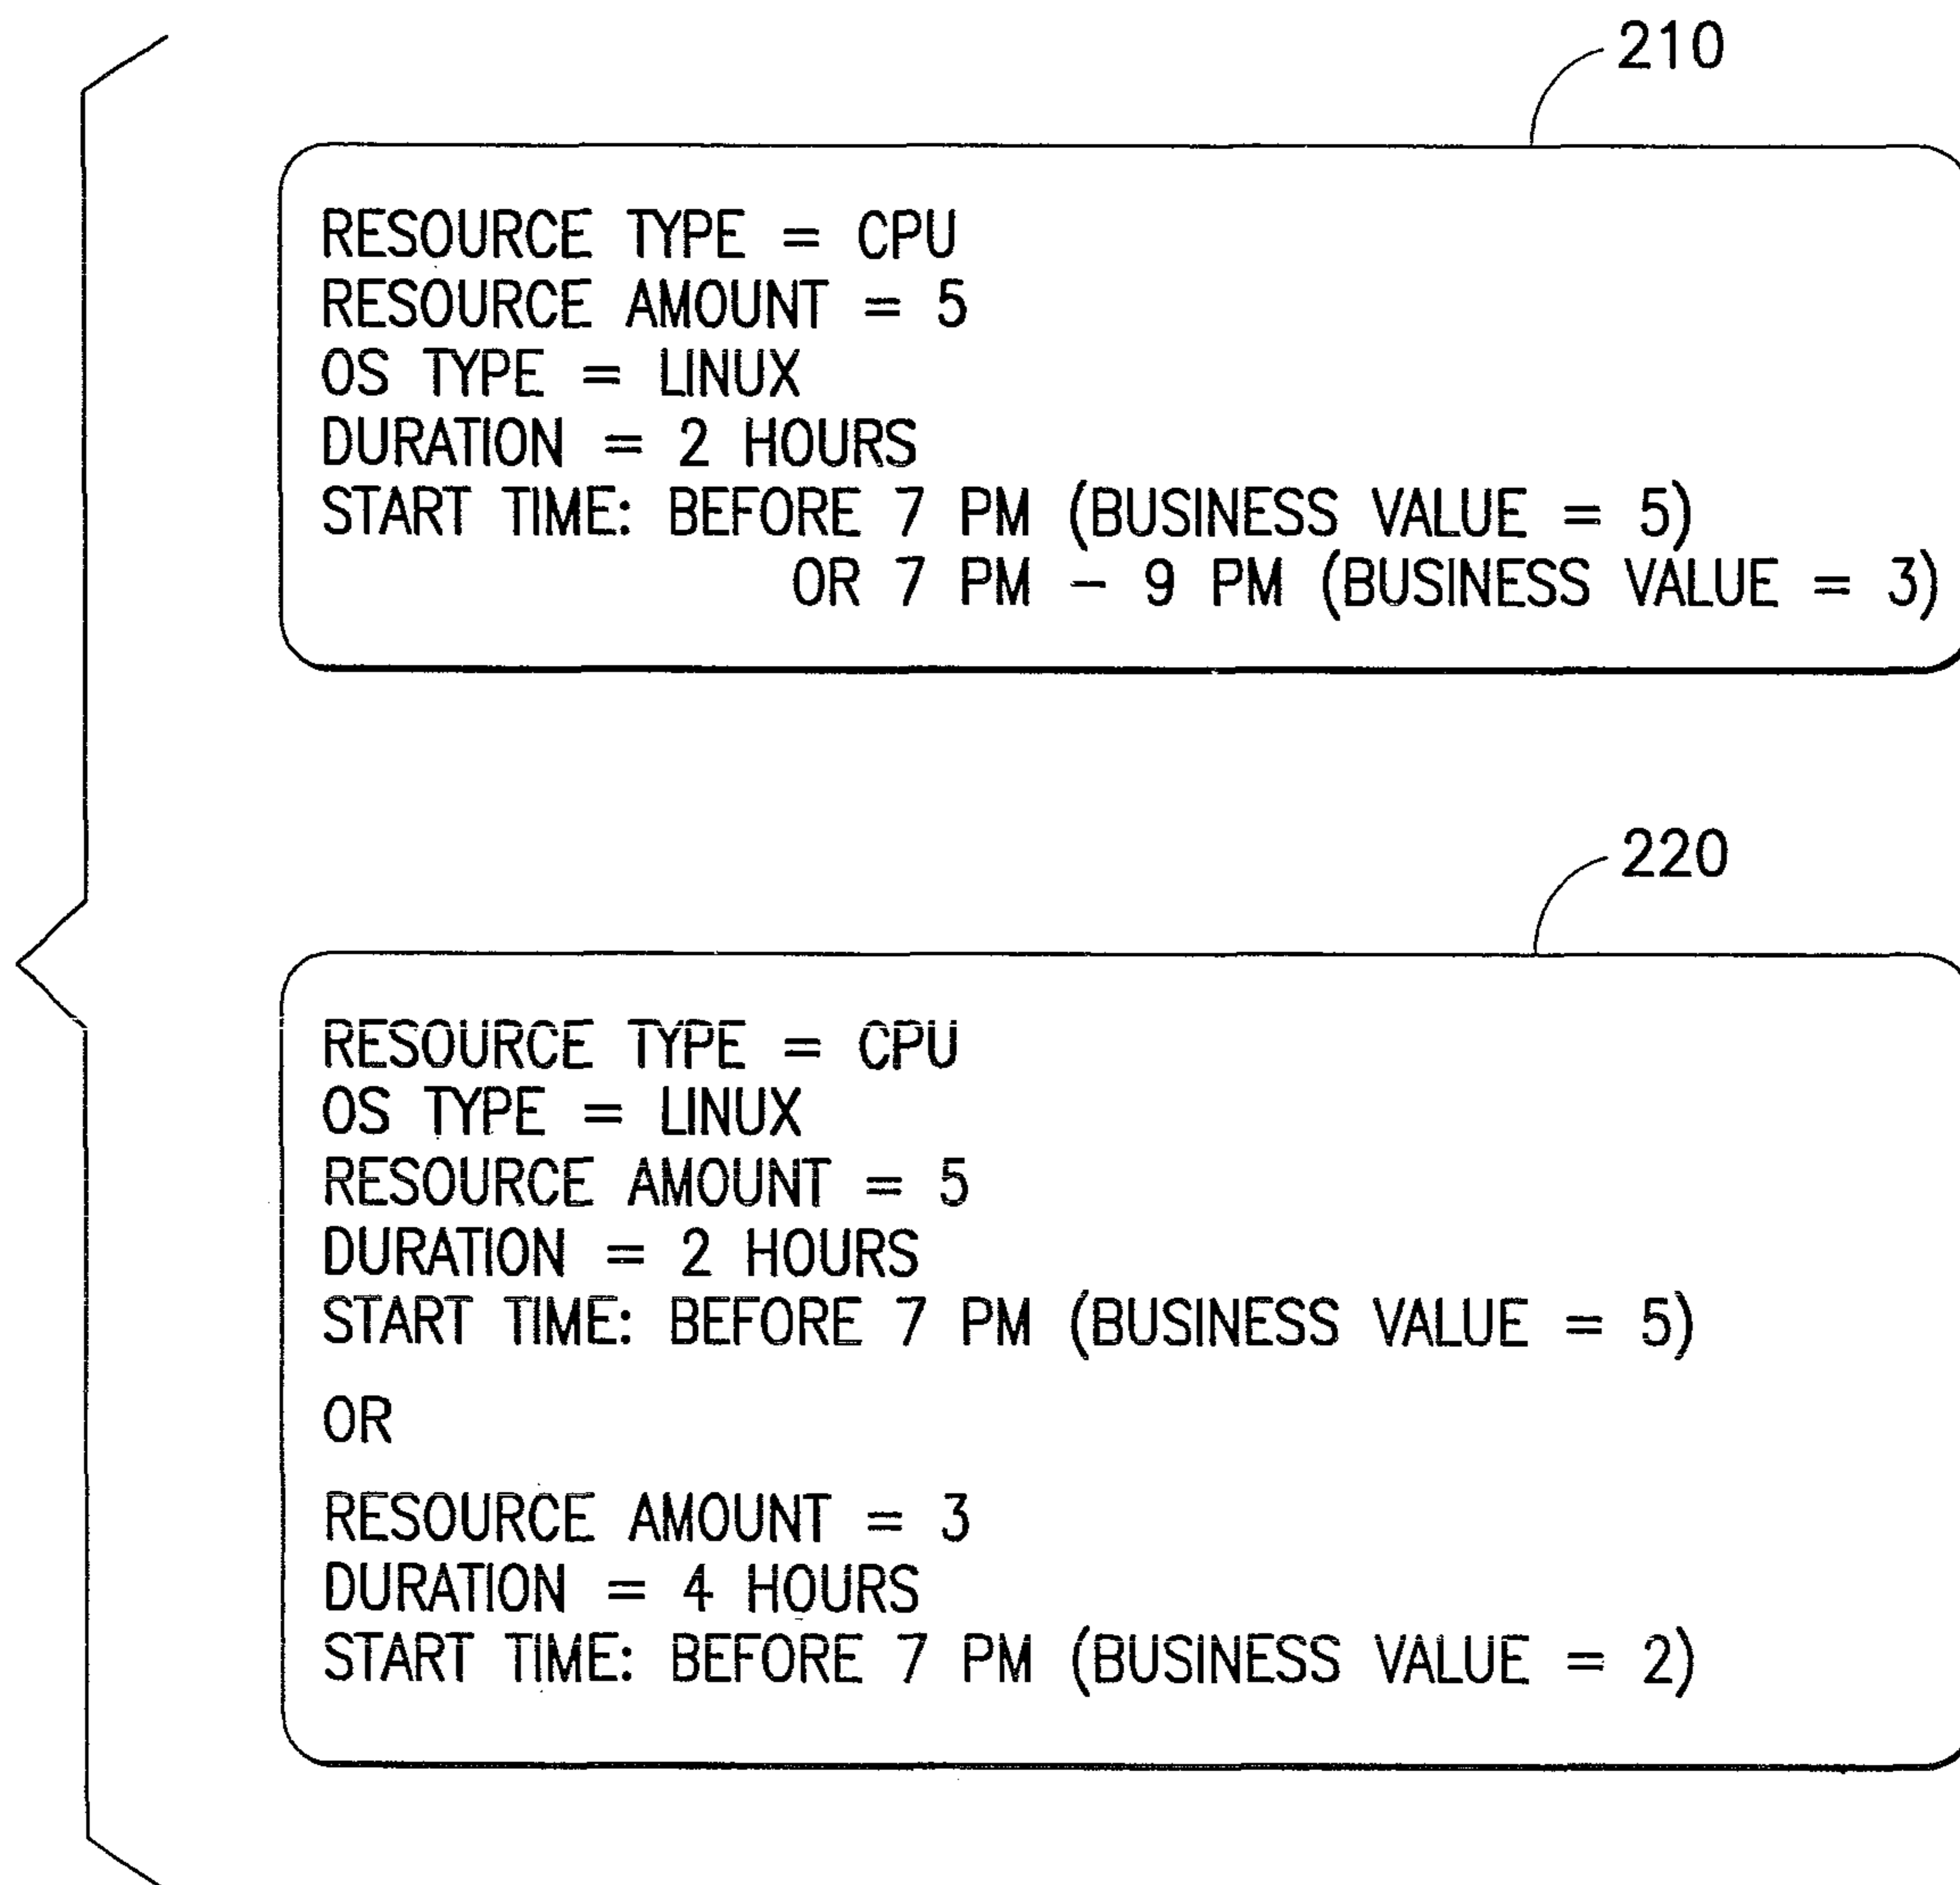 210
RESOURCE TYPE = CPU
RESOURCE AMOUNT = 5
OS TYPE = LINUX
DURATION = 2 HOURS
START TIME: BEFORE 7 PM (BUSINESS VALUE = 5)
OR 7 PM – 9 PM (BUSINESS VALUE = 3)
220
RESOURCE TYPE = CPU
OS TYPE = LINUX
RESOURCE AMOUNT = 5
DURATION = 2 HOURS
START TIME: BEFORE 7 PM (BUSINESS VALUE = 5)
OR
RESOURCE AMOUNT = 3
DURATION = 4 HOURS
START TIME: BEFORE 7 PM (BUSINESS VALUE = 2)